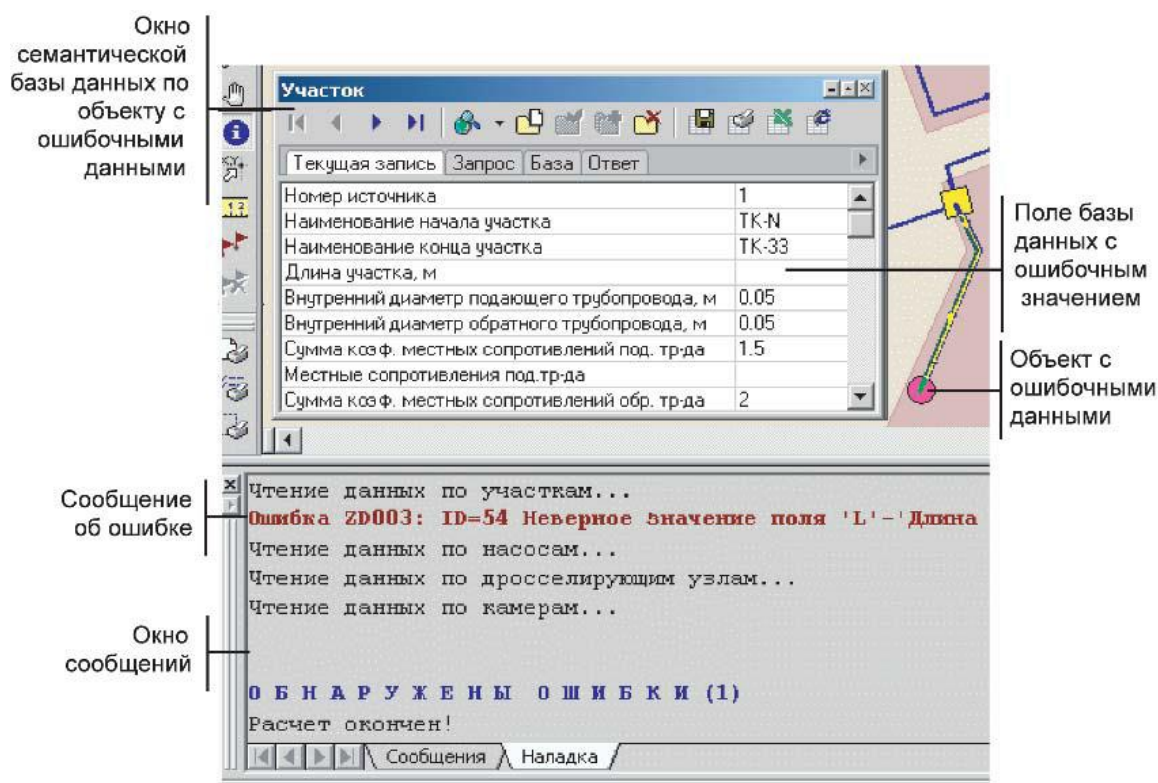 Окно
семантической
базы данных по
объекту с
ошибочными
данными
Участок
Текущая запись Запрос База Ответ
Номер источника 1
Наименование начала участка ТК-N
Наименование конца участка ТК-33
Длина участка, м
Внутренний диаметр подающего трубопровода, м 0.05
Внутренний диаметр обратного трубопровода, м 0.05
Сумма коэф. местных сопротивлений под. тр-да 1.5
Местные сопротивления под.тр-да
Сумма коэф. местных сопротивлений обр. тр-да 2
Поле базы
данных с
ошибочным
значением
Объект с
ошибочными
данными
Сообщение
об ошибке
Чтение данных по участкам...
Ошибка ZD003: ID=54 Неверное значение поля 'L'-'Длина
Чтение данных по насосам...
Чтение данных по дросселирующим узлам...
Чтение данных по камерам...
Окно
сообщений
О Б Н А Р У Ж Е Н Ы О Ш И Б К И (1)
Расчет окончен!
Сообщения Наладка